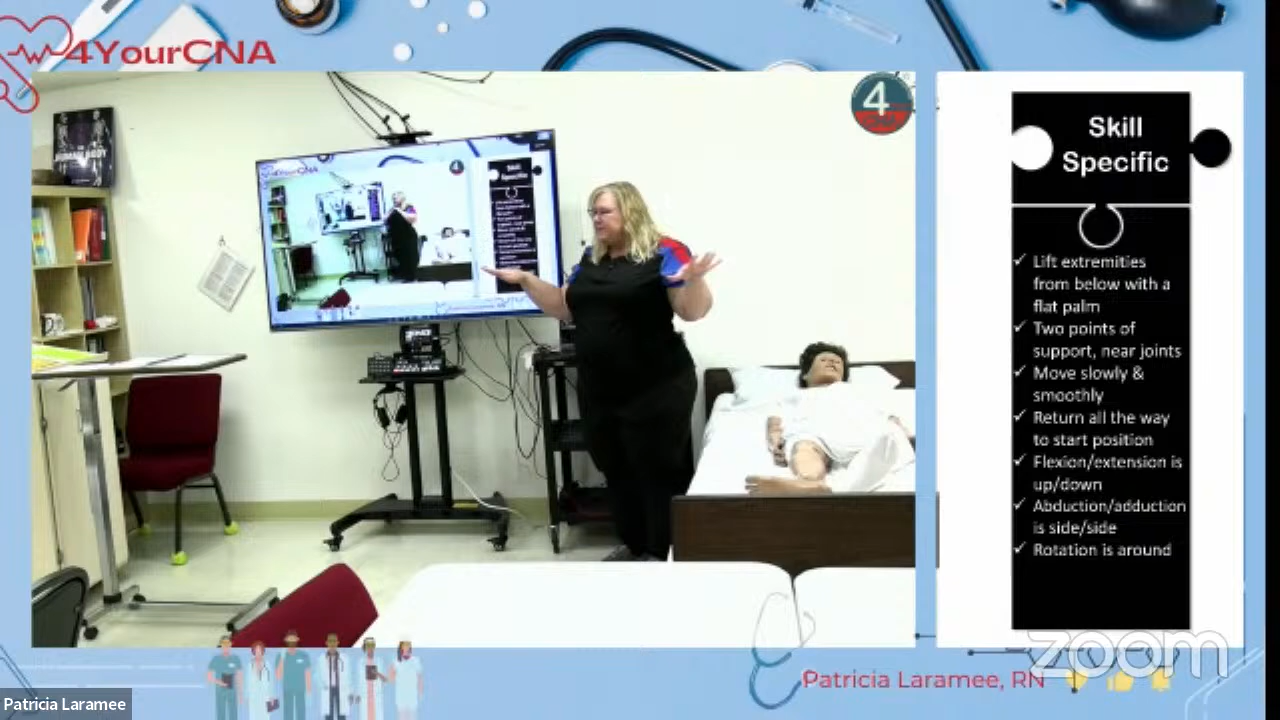 4YourCNA
4
CNA
Skill
Specific
✓ Lift extremities
from below with a
flat palm
✓ Two points of
support, near joints
✓ Move slowly &
smoothly
✓ Return all the way
to start position
✓ Flexion/extension is
up/down
✓ Abduction/adduction
is side/side
✓ Rotation is around
zoom
Patricia Laramee, RN
Patricia Laramee